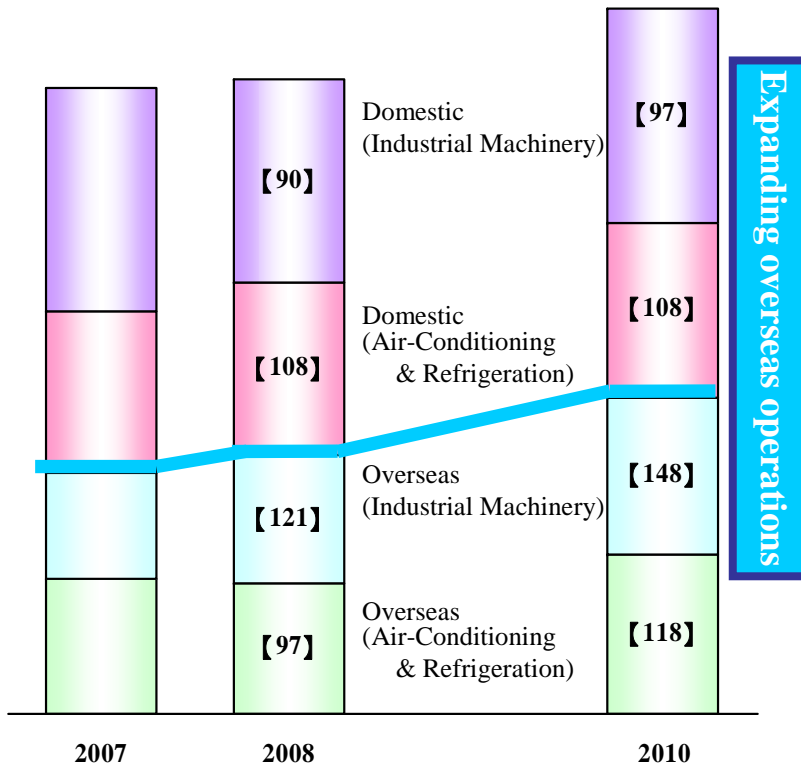 Domestic
(Industrial Machinery)
【97】
【90】
Domestic
(Air-Conditioning
& Refrigeration)
【108】
【108】
Overseas
(Industrial Machinery)
【148】
【121】
Overseas
(Air-Conditioning
& Refrigeration)
【118】
【97】
Expanding overseas operations
2007
2008
2010